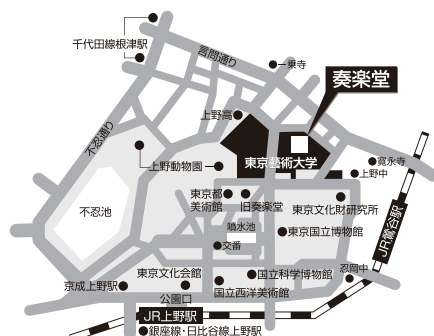 千代田線根津駅
言問通り
一乗寺
奏楽堂
上野高
不忍通り
上野動物園
東京藝術大学
寛永寺
上野中
東京都
美術館
旧奏楽堂
東京文化財研究所
不忍池
噴水池
東京国立博物館
JR鶯谷駅
交番
忍岡中
東京文化会館
国立科学博物館
京成上野駅
公園口
国立西洋美術館
JR上野駅
銀座線・日比谷線上野駅